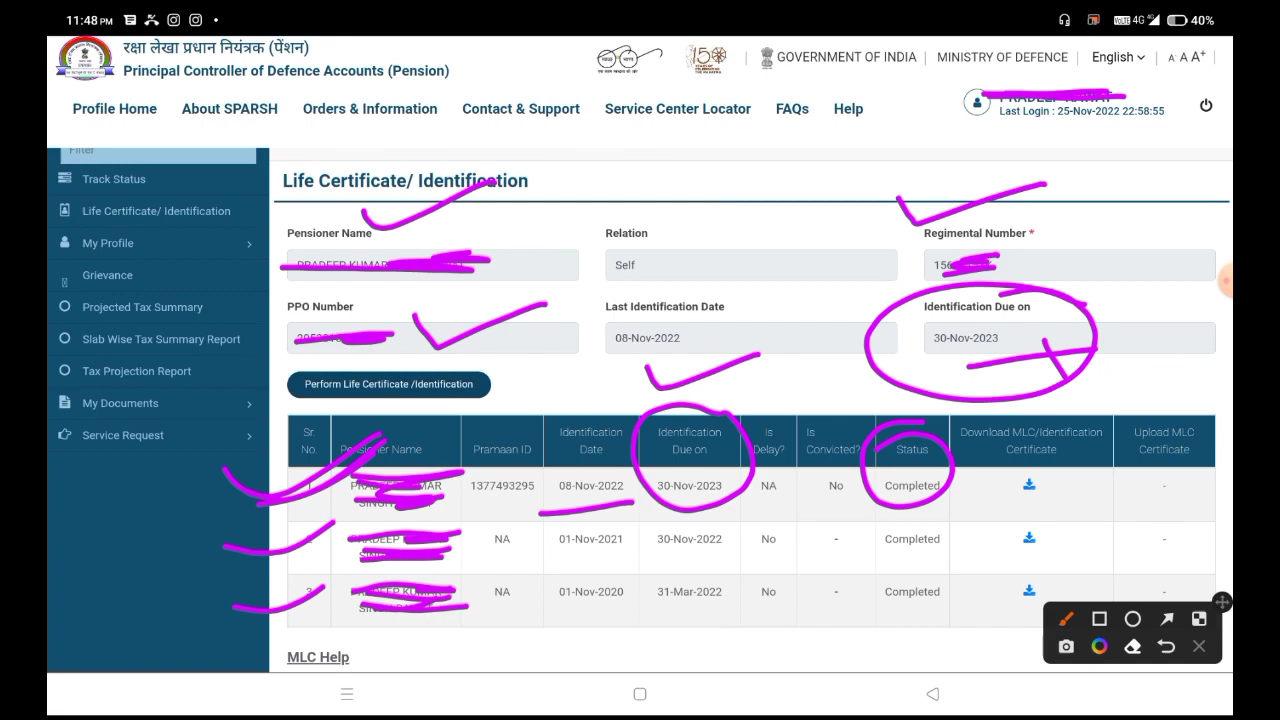 11:48 PM
VoLTE 4G 4G 40%
रक्षा लेखा प्रधान नियंत्रक (पेंशन)
Principal Controller of Defence Accounts (Pension)
GOVERNMENT OF INDIA
MINISTRY OF DEFENCE
English
A- A A+
Profile Home
About SPARSH
Orders & Information
Contact & Support
Service Center Locator
FAQs
Help
Last Login : 25-Nov-2022 22:58:55
Filter
Track Status
Life Certificate/ Identification
My Profile
Grievance
Projected Tax Summary
Slab Wise Tax Summary Report
Tax Projection Report
My Documents
Service Request
Life Certificate/ Identification
Pensioner Name
Relation
Regimental Number *
Self
PPO Number
Last Identification Date
Identification Due on
08-Nov-2022
30-Nov-2023
Perform Life Certificate /Identification
Sr. No.
Pensioner Name
Pramaan ID
Identification Date
Identification Due on
Is Delay?
Is Convicted?
Status
Download MLC/Identification Certificate
Upload MLC Certificate
1 1377493295 08-Nov-2022 30-Nov-2023 NA No Completed -
NA 01-Nov-2021 30-Nov-2022 No - Completed -
3 NA 01-Nov-2020 31-Mar-2022 No - Completed
MLC Help